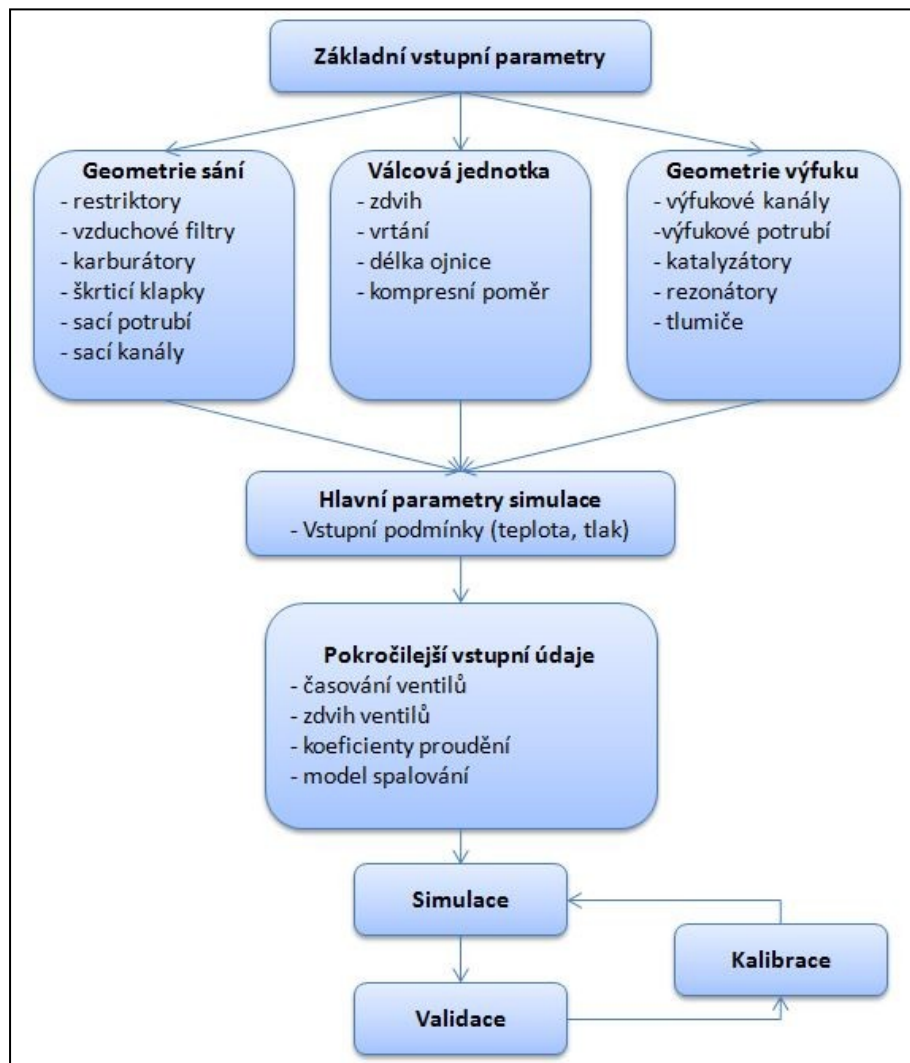 Základní vstupní parametry
Geometrie sání
- restriktory
- vzduchové filtry
- karburátory
- škrticí klapky
- sací potrubí
- sací kanály
Válcová jednotka
- zdvih
- vrtání
- délka ojnice
- kompresní poměr
Geometrie výfuku
- výfukové kanály
-výfukové potrubí
- katalyzátory
- rezonátory
- tlumiče
Hlavní parametry simulace
- Vstupní podmínky (teplota, tlak)
Pokročilejší vstupní údaje
- časování ventilů
- zdvih ventilů
- koeficienty proudění
- model spalování
Simulace
Kalibrace
Validace